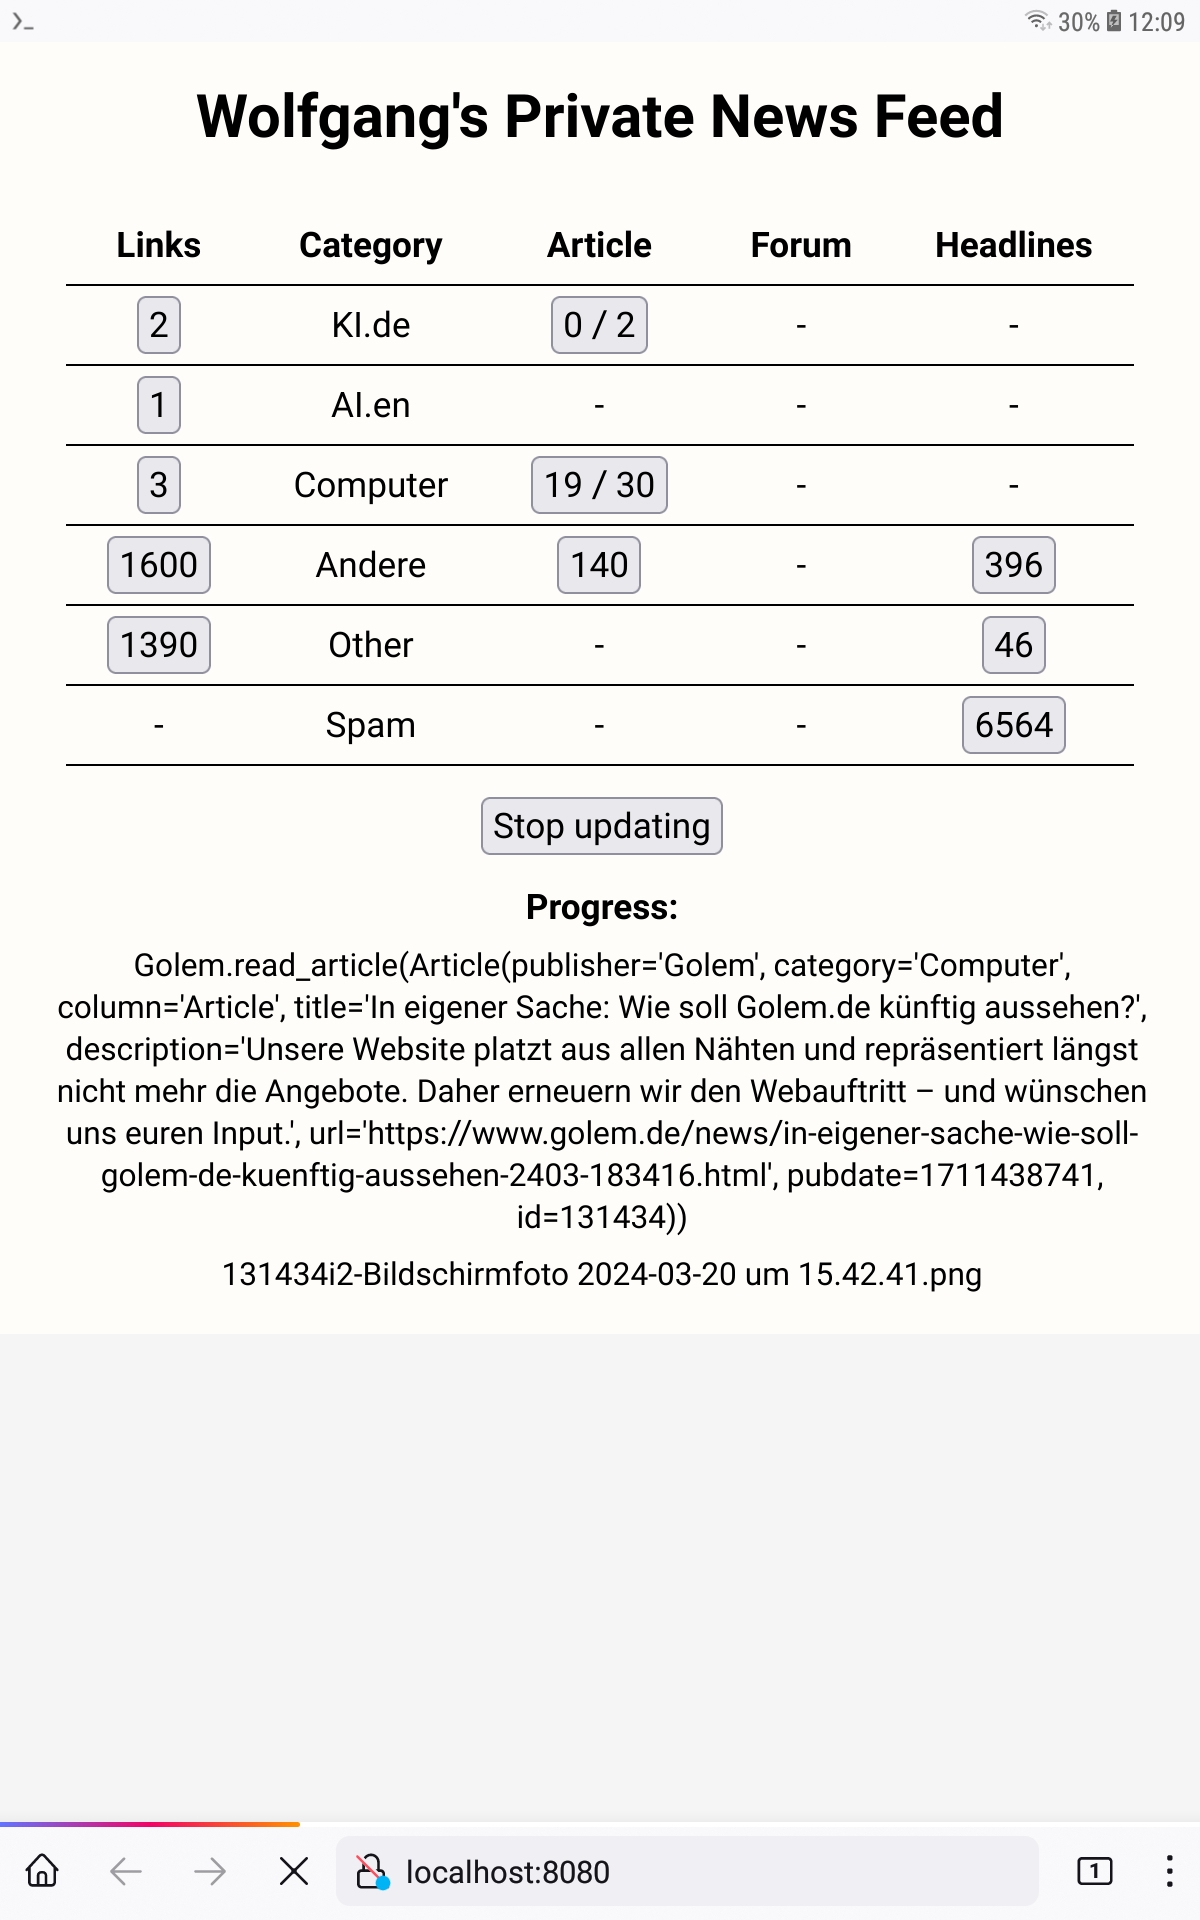 30% 12:09
Wolfgang's Private News Feed
Links Category Article Forum Headlines
2 KI.de 0 / 2 - -
1 AI.en - - -
3 Computer 19 / 30 - -
1600 Andere 140 - 396
1390 Other - - 46
- Spam - - 6564
Stop updating
Progress:
Golem.read_article(Article(publisher='Golem', category='Computer',
column='Article', title='In eigener Sache: Wie soll Golem.de künftig aussehen?',
description='Unsere Website platzt aus allen Nähten und repräsentiert längst
nicht mehr die Angebote. Daher erneuern wir den Webauftritt – und wünschen
uns euren Input.', url='https://www.golem.de/news/in-eigener-sache-wie-soll-
golem-de-kuenftig-aussehen-2403-183416.html', pubdate=1711438741,
id=131434))
131434i2-Bildschirmfoto 2024-03-20 um 15.42.41.png
localhost:8080 1